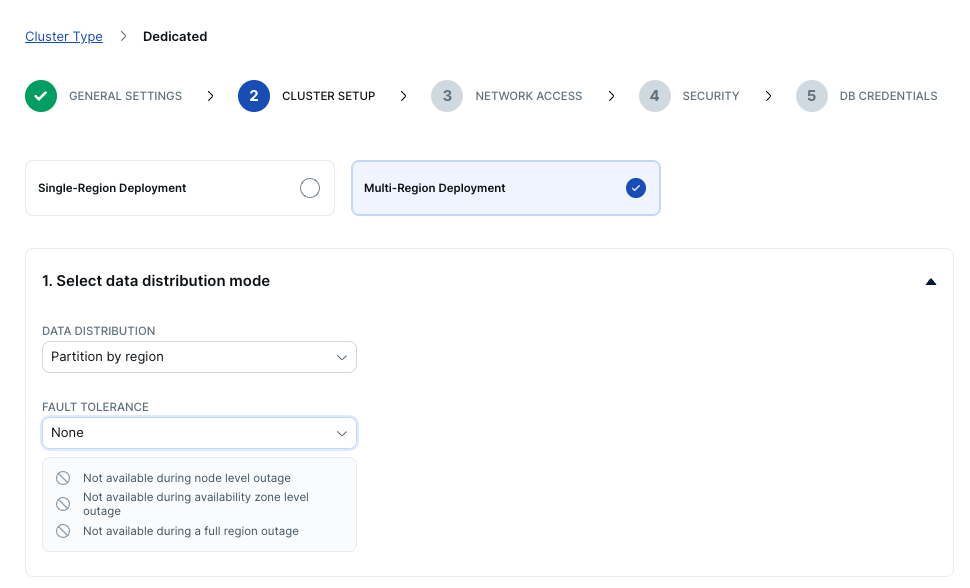 Cluster Type > Dedicated
GENERAL SETTINGS > 2 CLUSTER SETUP > 3 NETWORK ACCESS > 4 SECURITY > 5 DB CREDENTIALS
Single-Region Deployment
Multi-Region Deployment
1. Select data distribution mode
DATA DISTRIBUTION
Partition by region
FAULT TOLERANCE
None
Not available during node level outage
Not available during availability zone level
outage
Not available during a full region outage